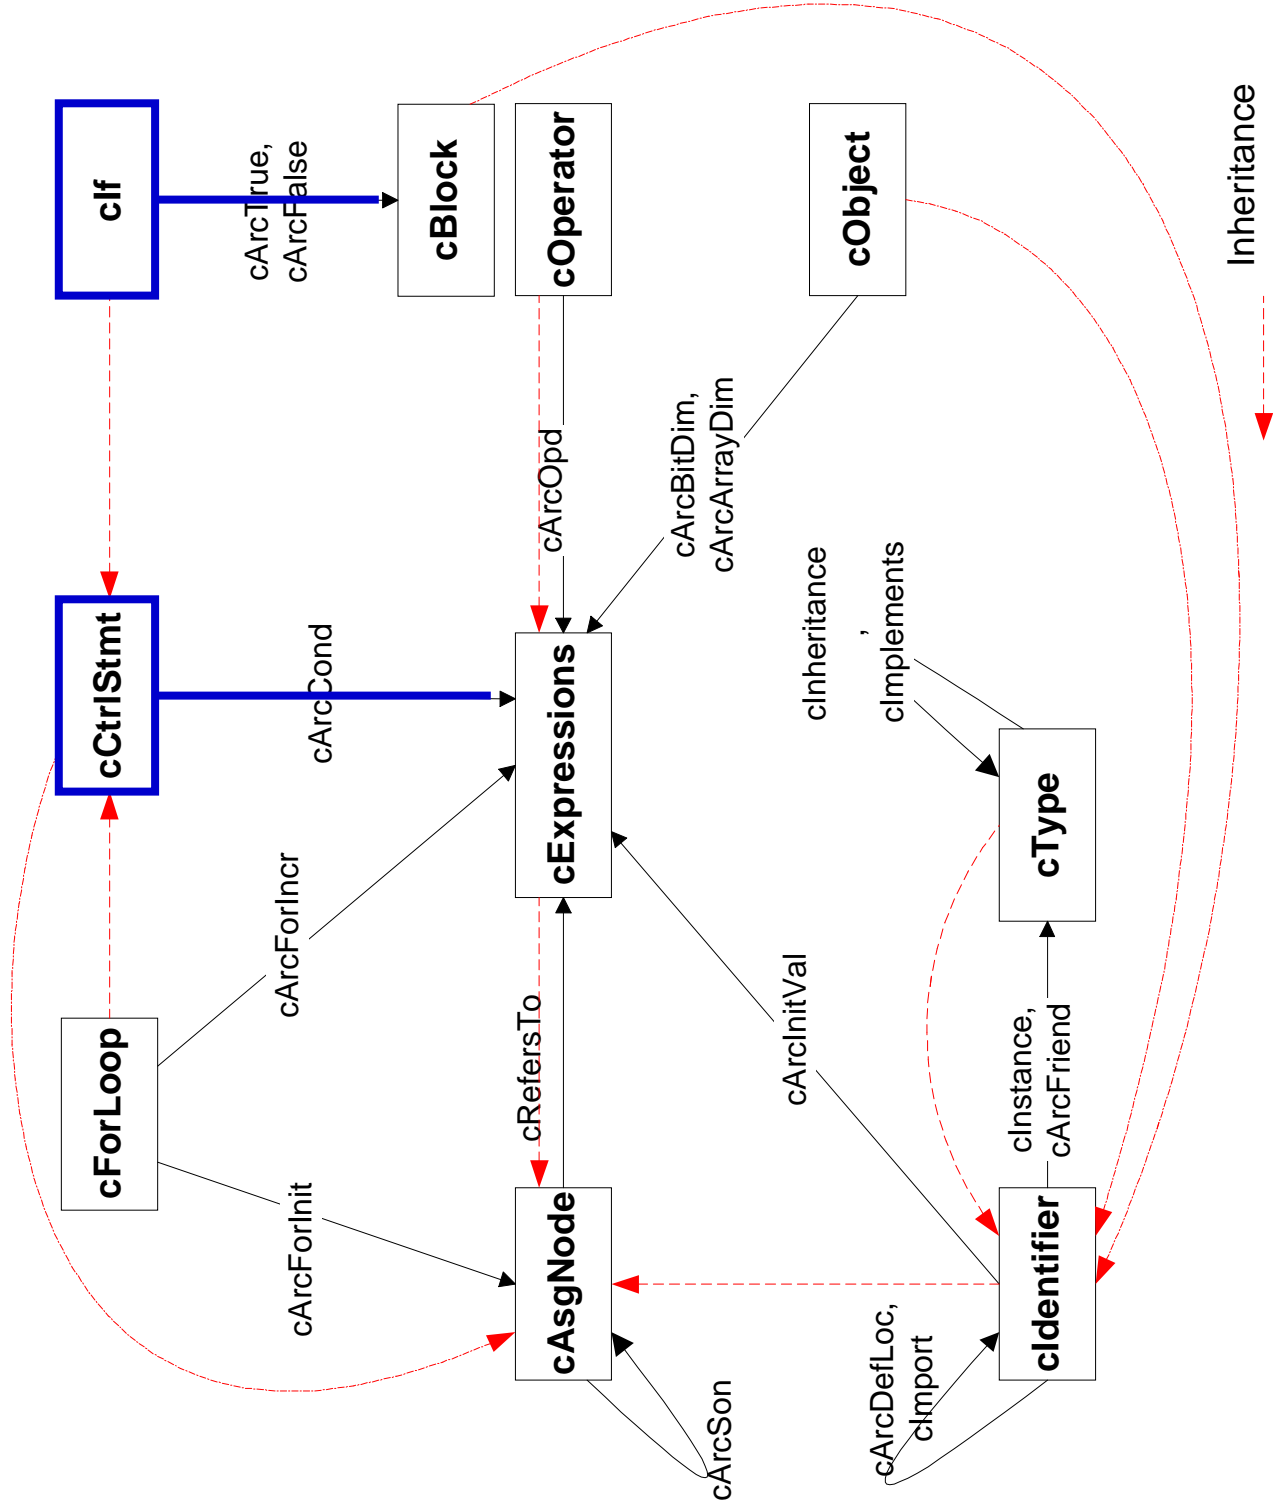 cIf
cArcTrue,
cArcFalse
cBlock
cOperator
cObject
Inheritance
cCtrlStmt
cArcCond
cArcOpd
cArcBitDim,
cArcArrayDim
cExpressions
cInheritance
,
cImplements
cType
cForLoop
cArcForIncr
cArcForInit
cRefersTo
cArcInitVal
cInstance,
cArcFriend
cAsgNode
cArcSon
cIdentifier
cArcDefLoc,
cImport